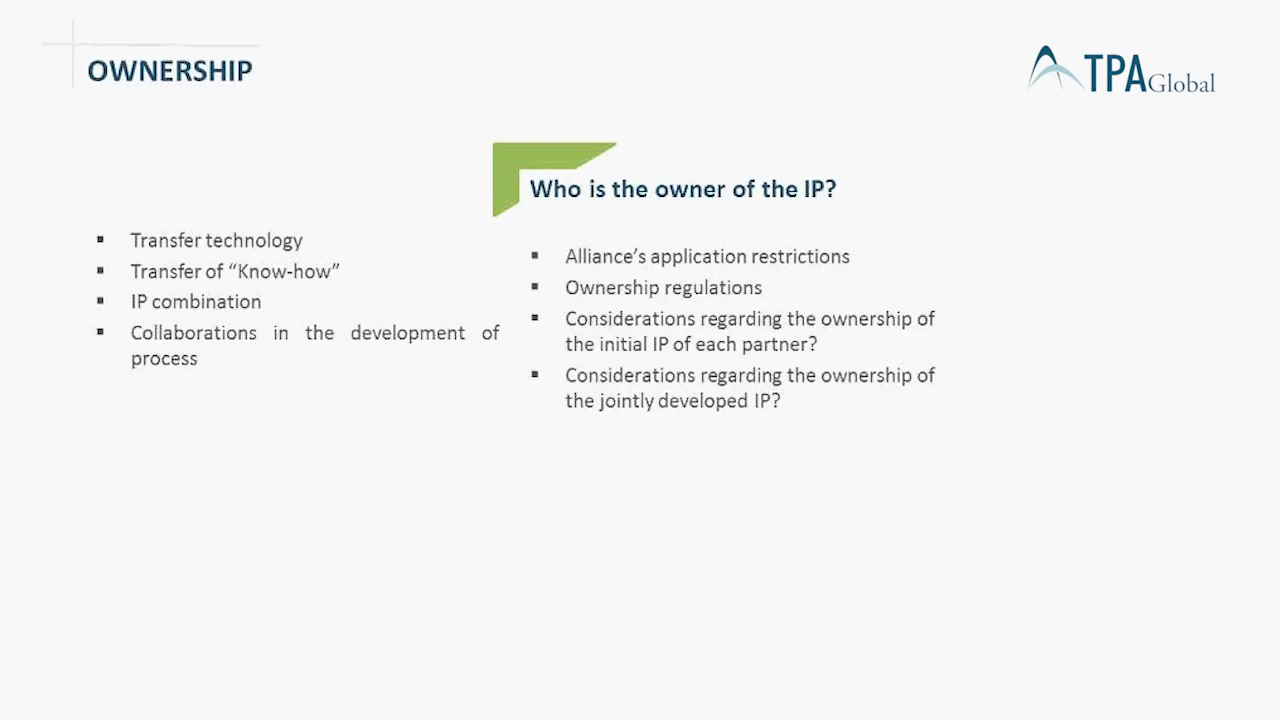 OWNERSHIP
TPA Global
Who is the owner of the IP?
▪ Transfer technology
▪ Transfer of “Know-how”
▪ IP combination
▪ Collaborations in the development of
process
▪ Alliance’s application restrictions
▪ Ownership regulations
▪ Considerations regarding the ownership of
the initial IP of each partner?
▪ Considerations regarding the ownership of
the jointly developed IP?